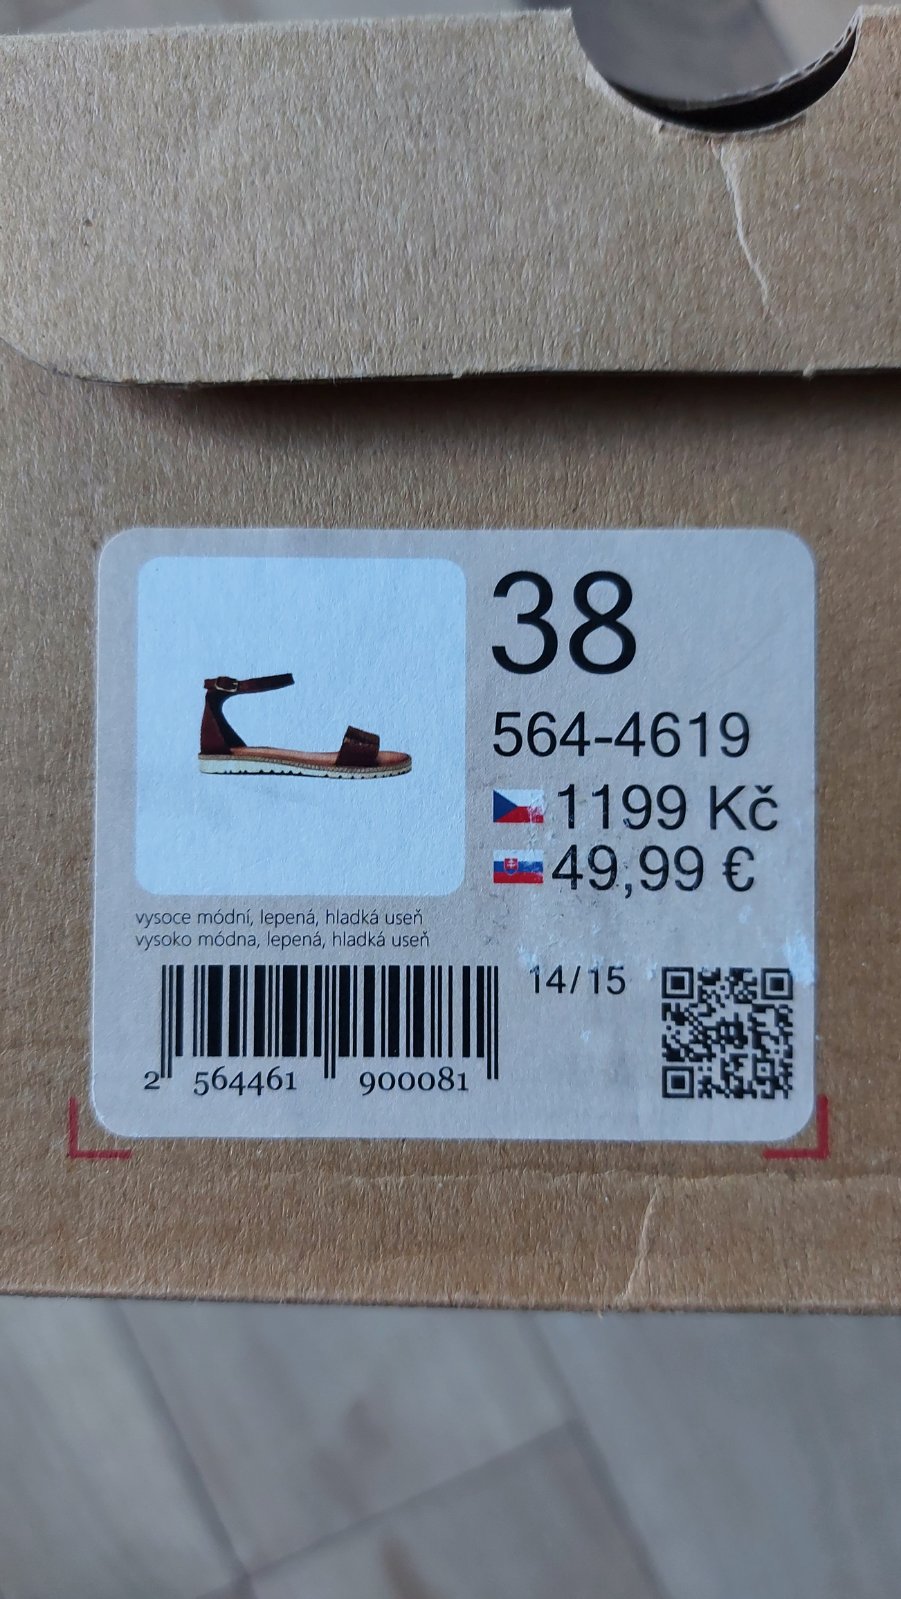 38
564-4619
1199 Kč
49,99 €
vysoce módní, lepená, hladká useň
vysoko módna, lepená, hladká useň
14/15
2 564461 900081